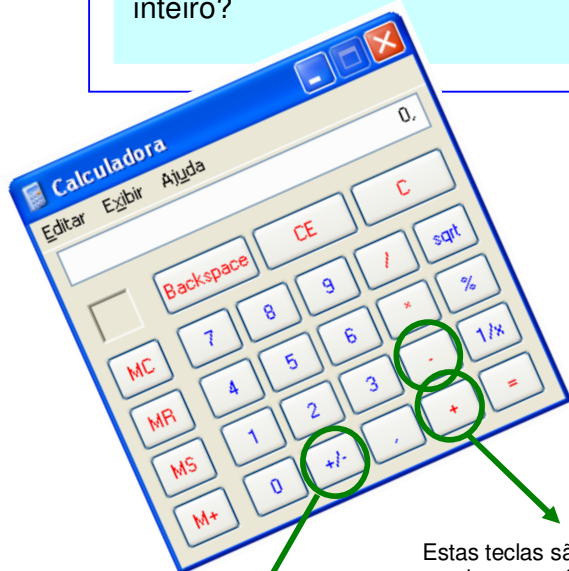 inteiro?
Calculadora
Editar Exibir Ajuda
0,
Backspace CE C
MC 7 8 9 / sqrt
MR 4 5 6 * %
MS 1 2 3 - 1/x
M+ 0 +/- , + =
Estas teclas